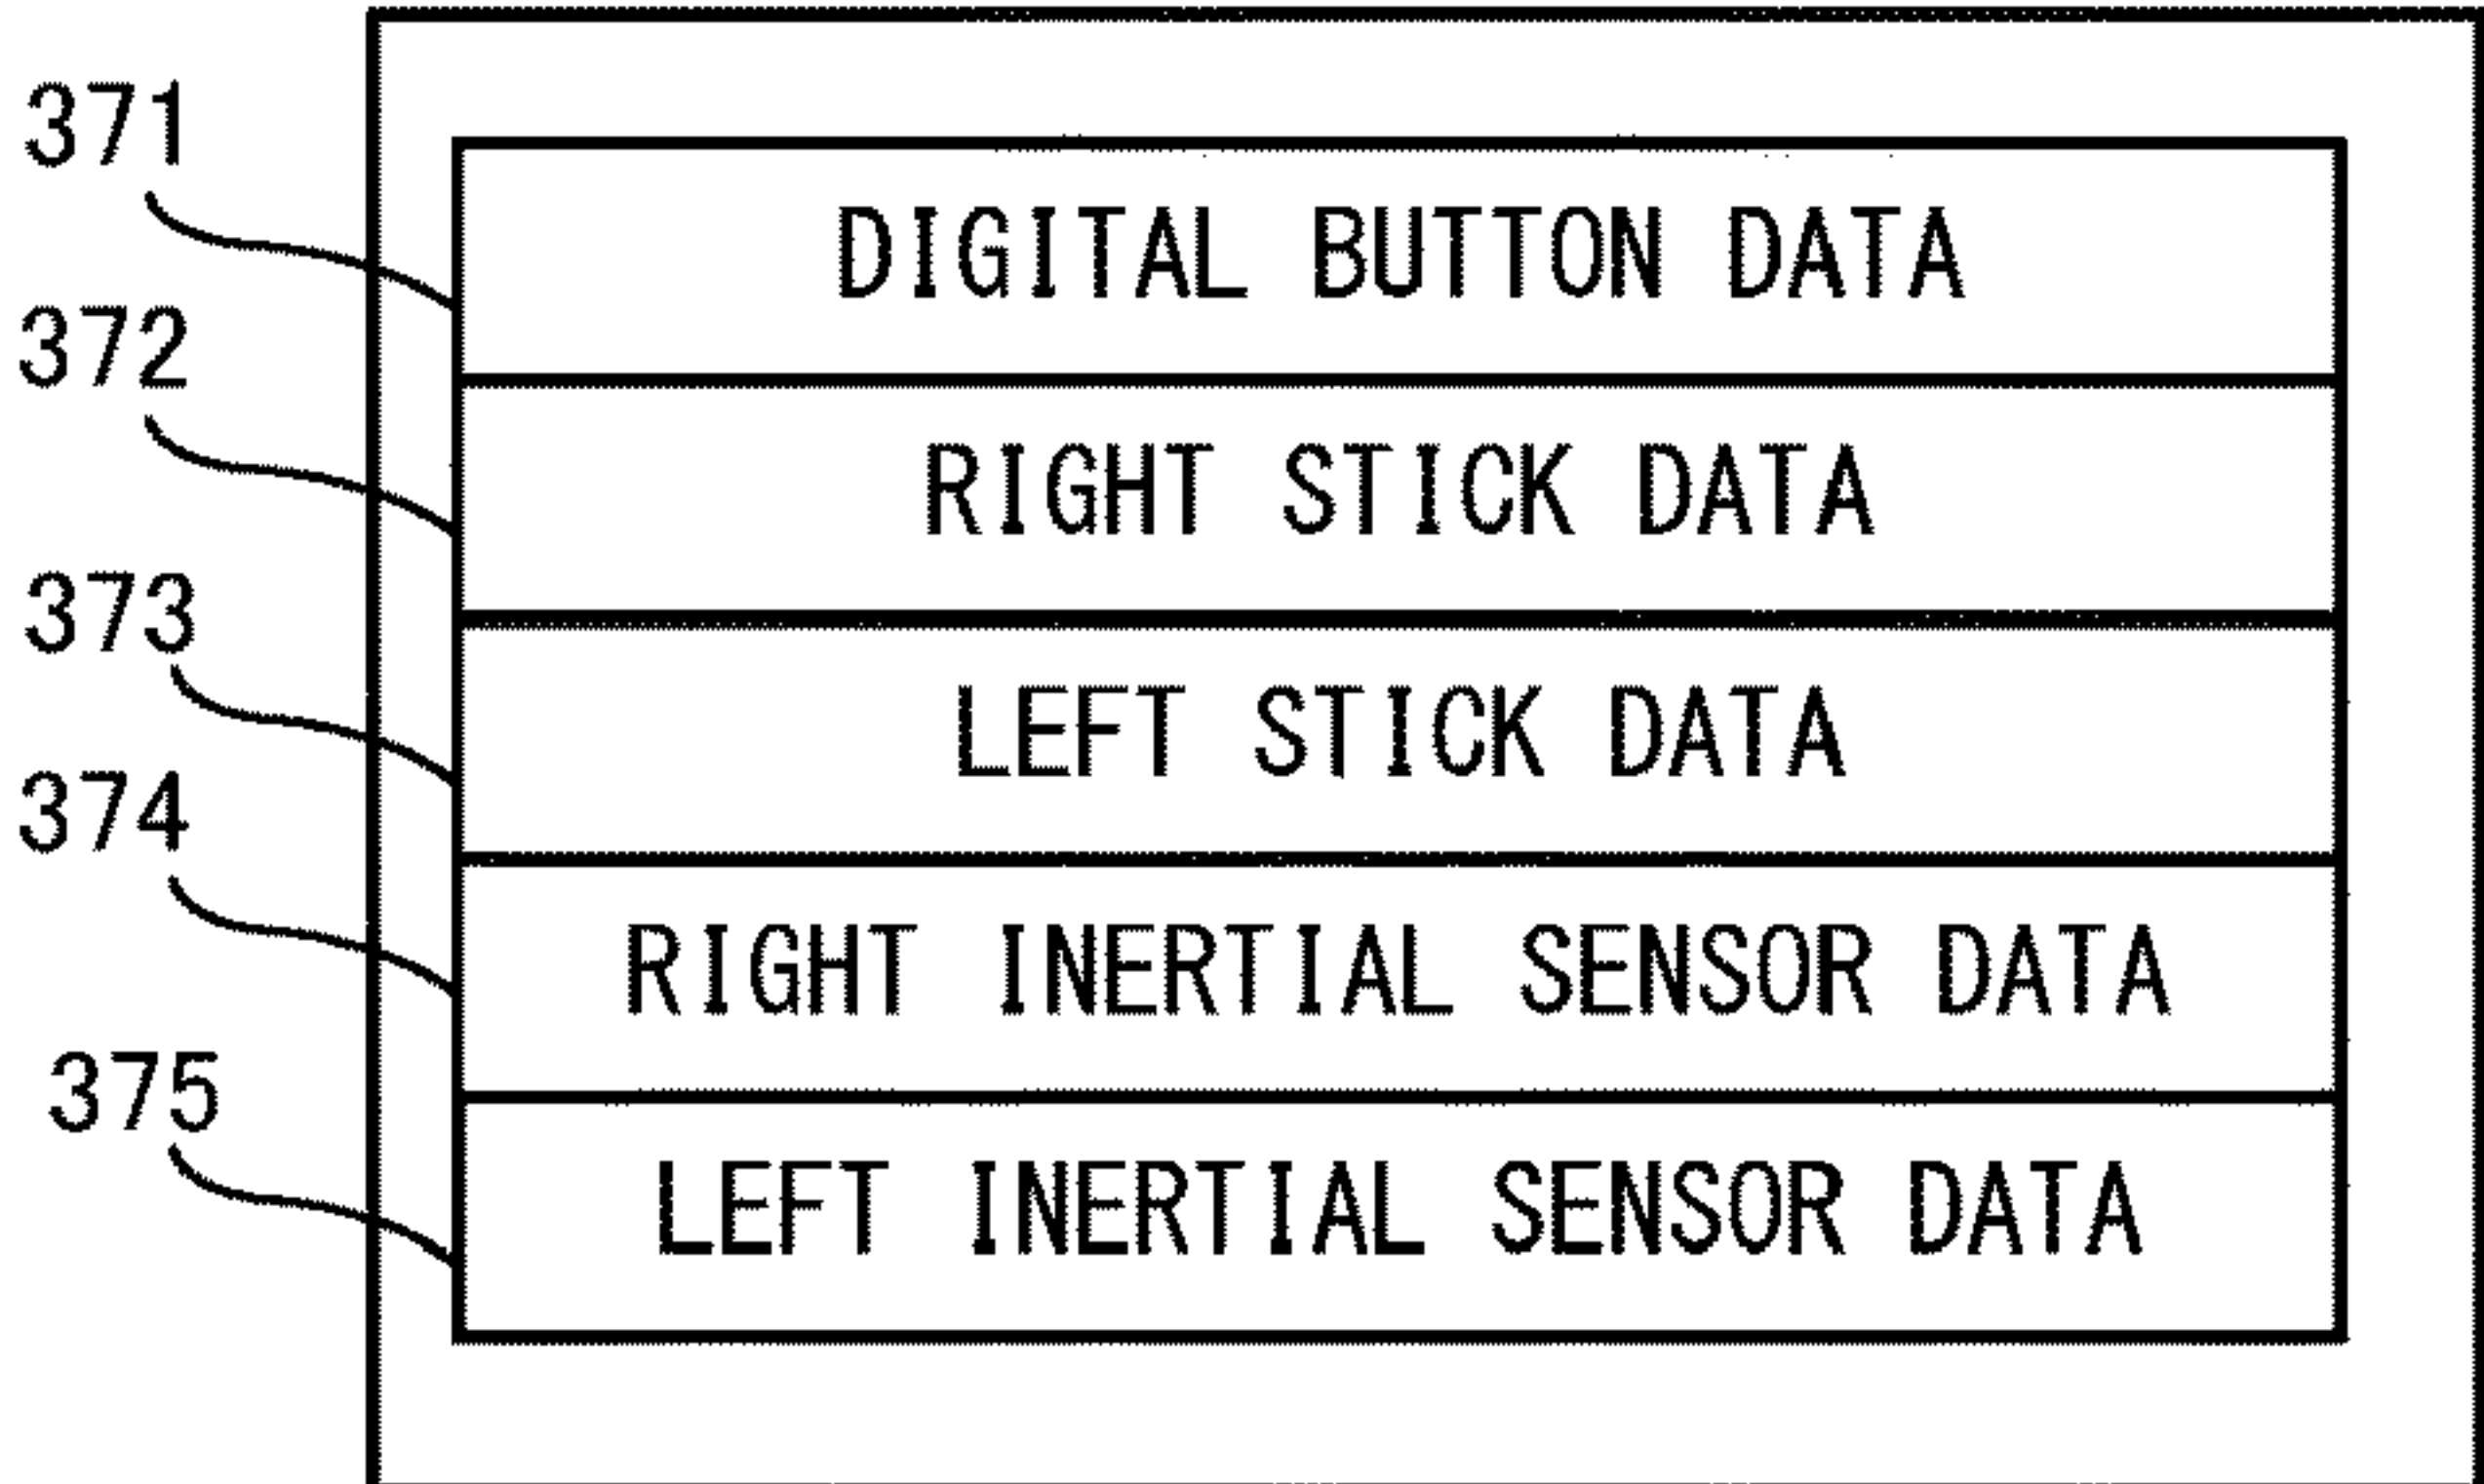 371
DIGITAL BUTTON DATA
372
RIGHT STICK DATA
373
LEFT STICK DATA
374
RIGHT INERTIAL SENSOR DATA
375
LEFT INERTIAL SENSOR DATA